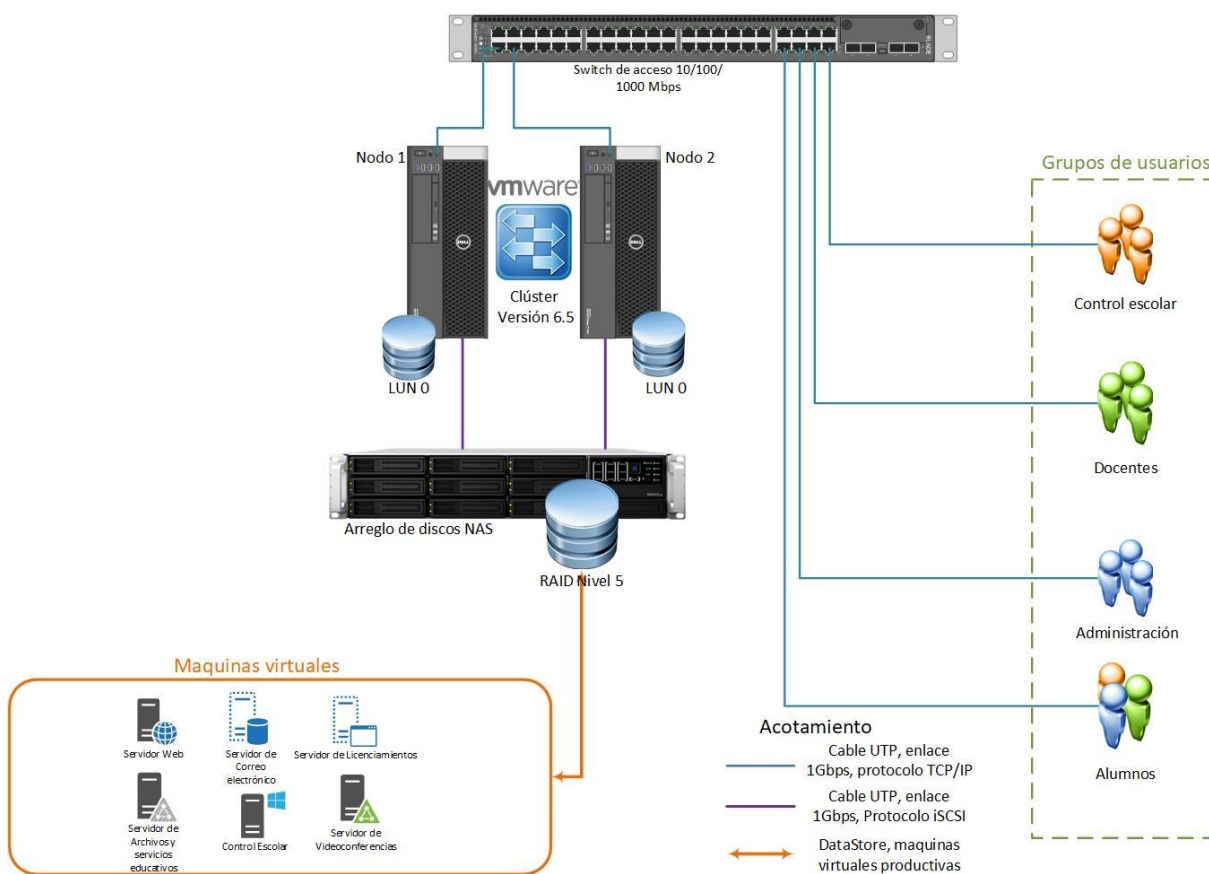 Switch de acceso 10/100/
1000 Mbps
Nodo 1
Nodo 2
vmware
Clúster
Versión 6.5
LUN 0
LUN 0
Arreglo de discos NAS
RAID Nivel 5
Grupos de usuarios
Control escolar
Docentes
Administración
Alumnos
Maquinas virtuales
Servidor Web
Servidor de
Correo
electrónico
Servidor de Licenciamientos
Servidor de
Archivos y
servicios
educativos
Control Escolar
Servidor de
Videoconferencias
Acotamiento
Cable UTP, enlace
1Gbps, protocolo TCP/IP
Cable UTP, enlace
1Gbps, Protocolo iSCSI
DataStore, maquinas
virtuales productivas